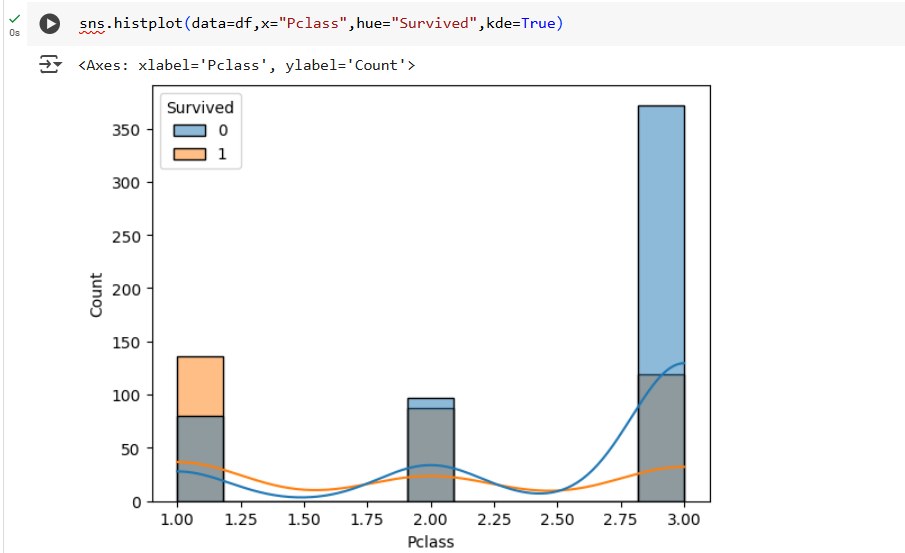 0s
sns.histplot(data=df,x="Pclass",hue="Survived",kde=True)
<Axes: xlabel='Pclass', ylabel='Count'>
Survived
0
1
350
300
250
200
150
100
50
0
Count
1.00 1.25 1.50 1.75 2.00 2.25 2.50 2.75 3.00
Pclass